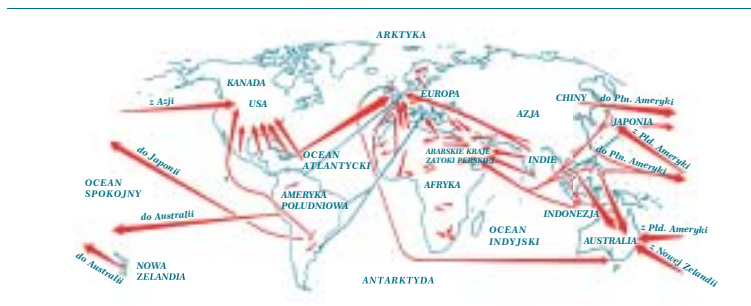 ARKTYKA
KANADA
USA
EUROPA
CHINY
do Płn. Ameryki
z Azji
AZJA
JAPONIA
z Płd. Ameryki
do Japonii
OCEAN
ATLANTYCKI
ARABSKIE KRAJE
ZATOKI PERSKIEJ
INDIE
do Płn. Ameryki
OCEAN
SPOKOJNY
AMERYKA
POŁUDNIOWA
AFRYKA
do Australii
INDONEZJA
OCEAN
INDYJSKI
AUSTRALIA
z Płd. Ameryki
do Australii
NOWA
ZELANDIA
z Nowej Zelandii
ANTARKTYDA